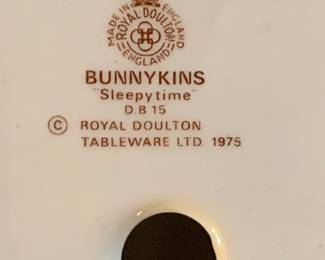 MADE IN ENGLAND
ROYAL DOULTON
ENGLAND
BUNNYKINS
"Sleepytime"
D.B 15
© ROYAL DOULTON
TABLEWARE LTD 1975